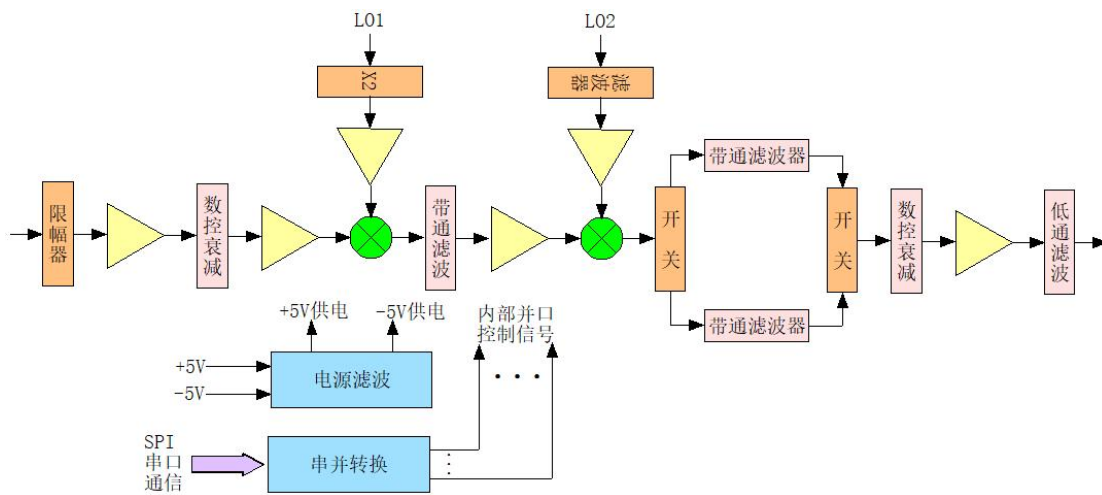 LO1
LO2
X2
滤波器
限幅器
数控衰减
带通滤波
开关
带通滤波器
带通滤波器
开关
数控衰减
低通滤波
+5V供电
-5V供电
内部并口
控制信号
+5V
-5V
电源滤波
SPI
串口
通信
串并转换